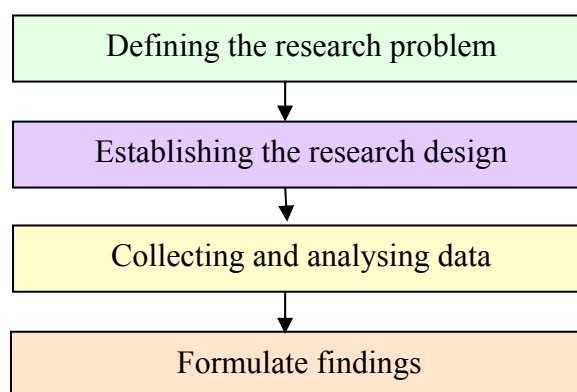 Defining the research problem
Establishing the research design
Collecting and analysing data
Formulate findings